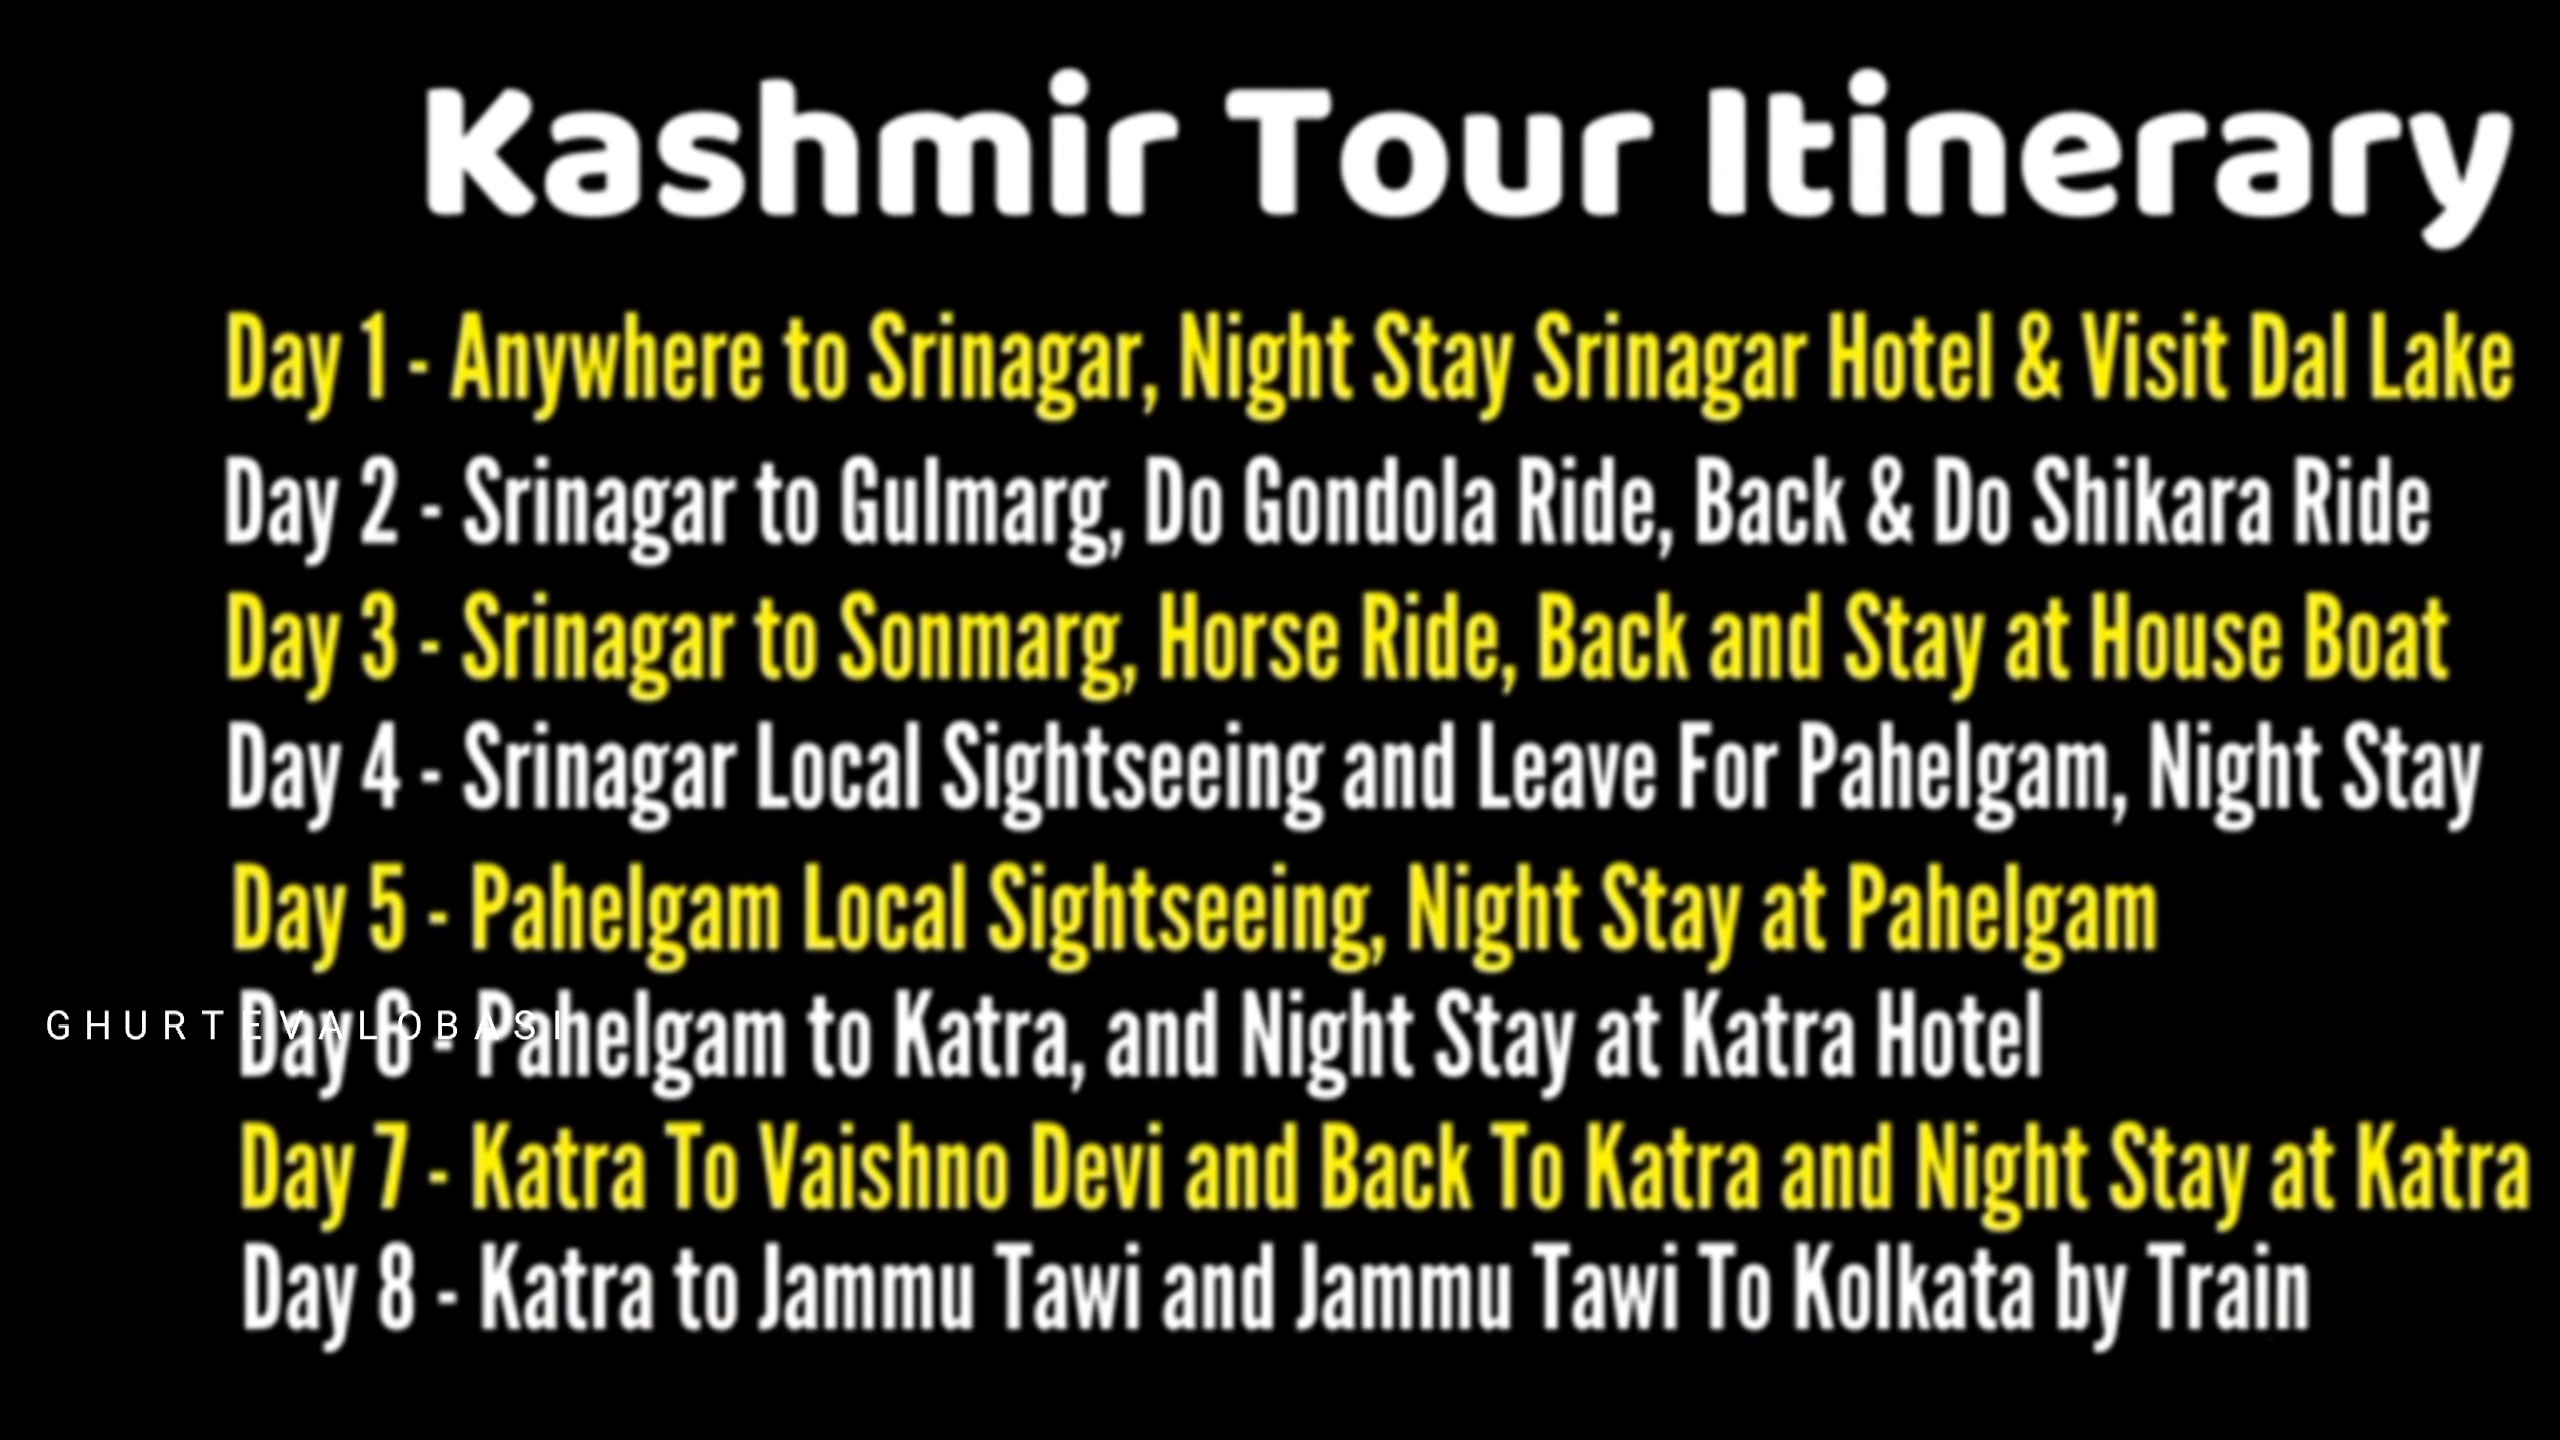 Kashmir Tour Itinerary
Day 1 - Anywhere to Srinagar, Night Stay Srinagar Hotel & Visit Dal Lake
Day 2 - Srinagar to Gulmarg, Do Gondola Ride, Back & Do Shikara Ride
Day 3 - Srinagar to Sonmarg, Horse Ride, Back and Stay at House Boat
Day 4 - Srinagar Local Sightseeing and Leave For Pahelgam, Night Stay
Day 5 - Pahelgam Local Sightseeing, Night Stay at Pahelgam
GHURTEVALOBASI
Day 6 - Pahelgam to Katra, and Night Stay at Katra Hotel
Day 7 - Katra To Vaishno Devi and Back To Katra and Night Stay at Katra
Day 8 - Katra to Jammu Tawi and Jammu Tawi To Kolkata by Train